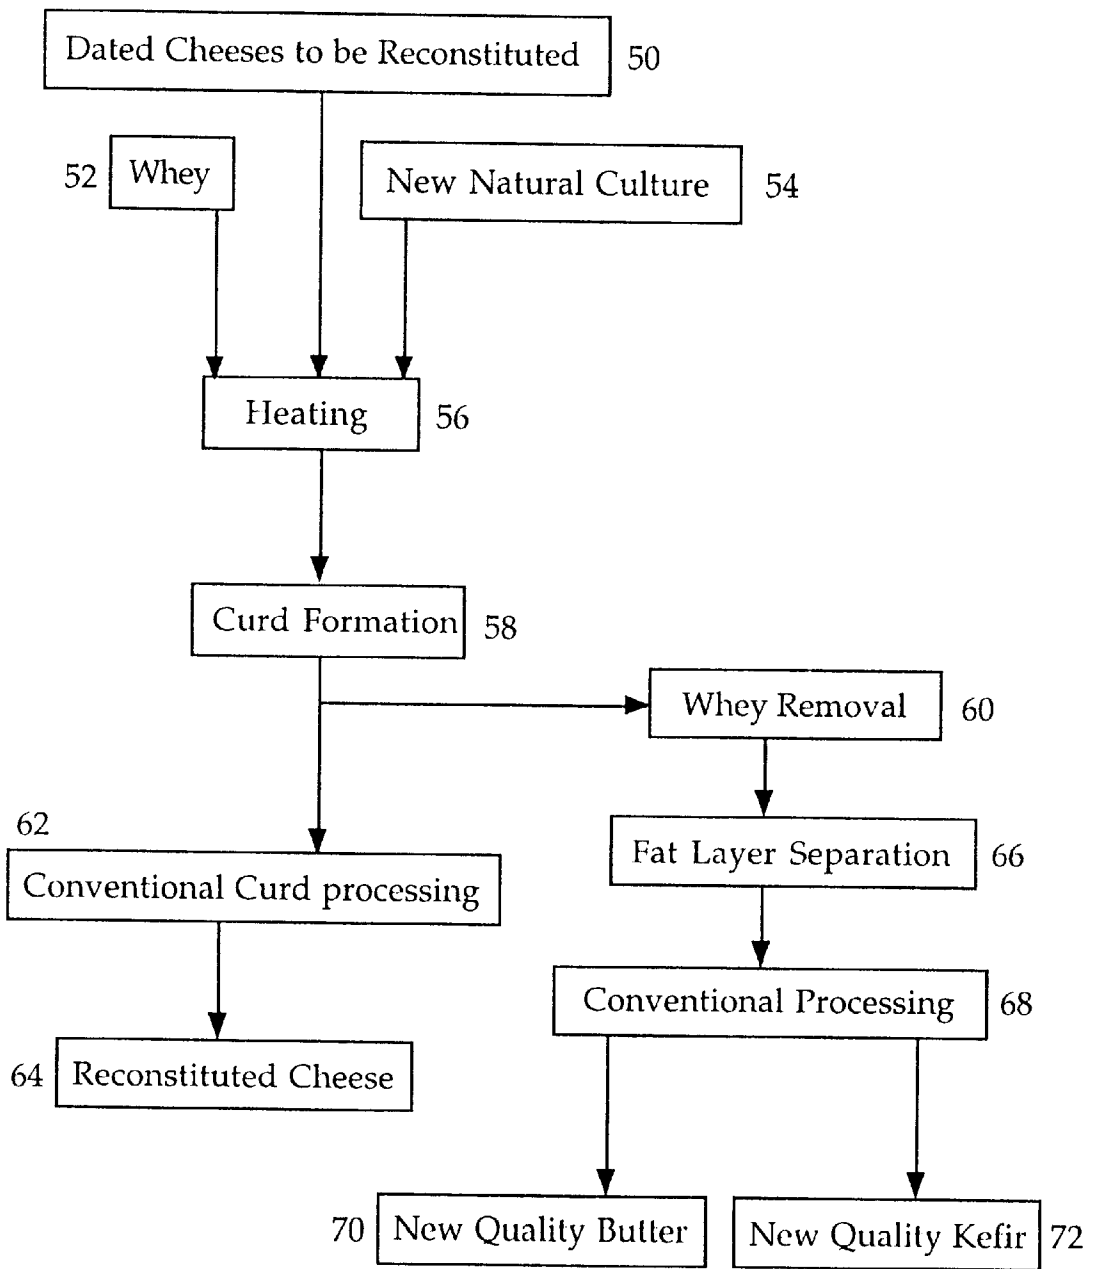 Dated Cheeses to be Reconstituted 50
52 Whey
New Natural Culture 54
Heating 56
Curd Formation 58
Whey Removal 60
62
Conventional Curd processing
Fat Layer Separation 66
Conventional Processing 68
64 Reconstituted Cheese
70 New Quality Butter
New Quality Kefir 72